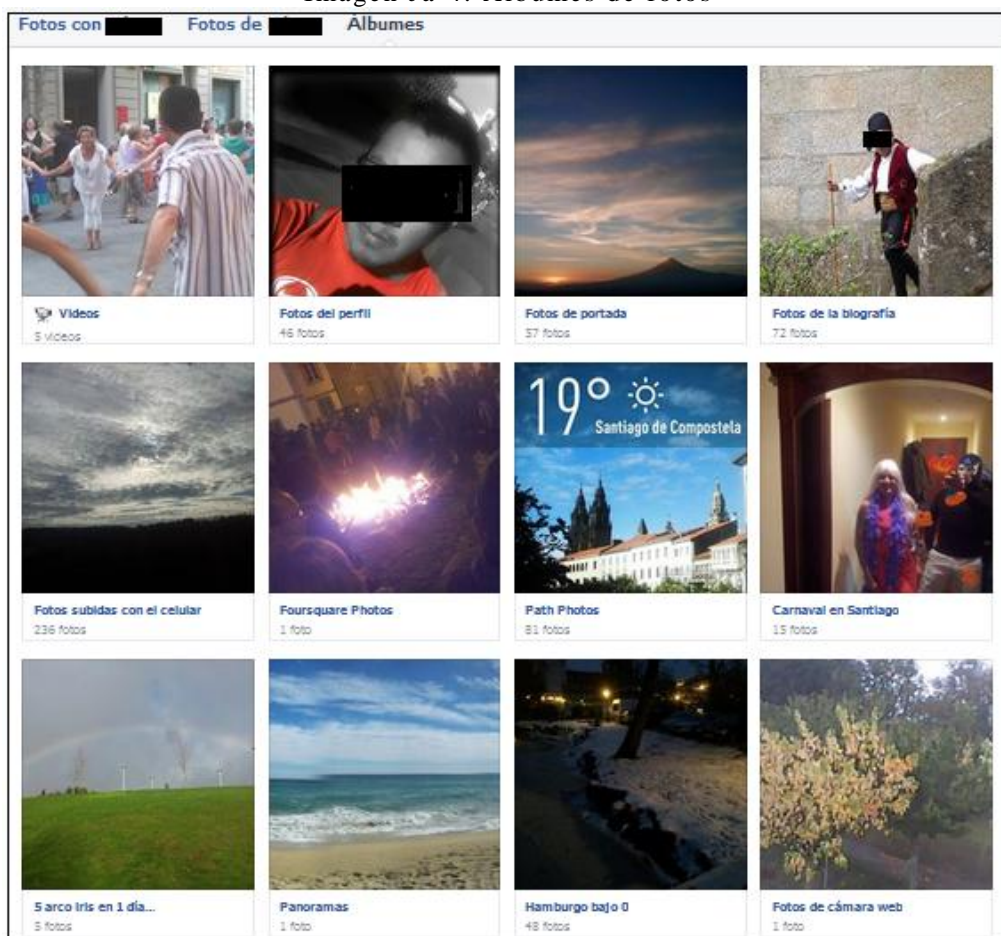 Álbumes de fotos
Fotos con
Fotos de
Álbumes
Videos
5 videos
Fotos del perfil
46 fotos
Fotos de portada
37 fotos
Fotos de la biografía
72 fotos
19°
Santiago de Compostela
Fotos subidas con el celular
236 fotos
Foursquare Photos
1 foto
Path Photos
81 fotos
Carnaval en Santiago
15 fotos
5 arco iris en 1 día...
5 fotos
Panoramas
1 foto
Hamburgo bajo 0
48 fotos
Fotos de cámara web
1 foto